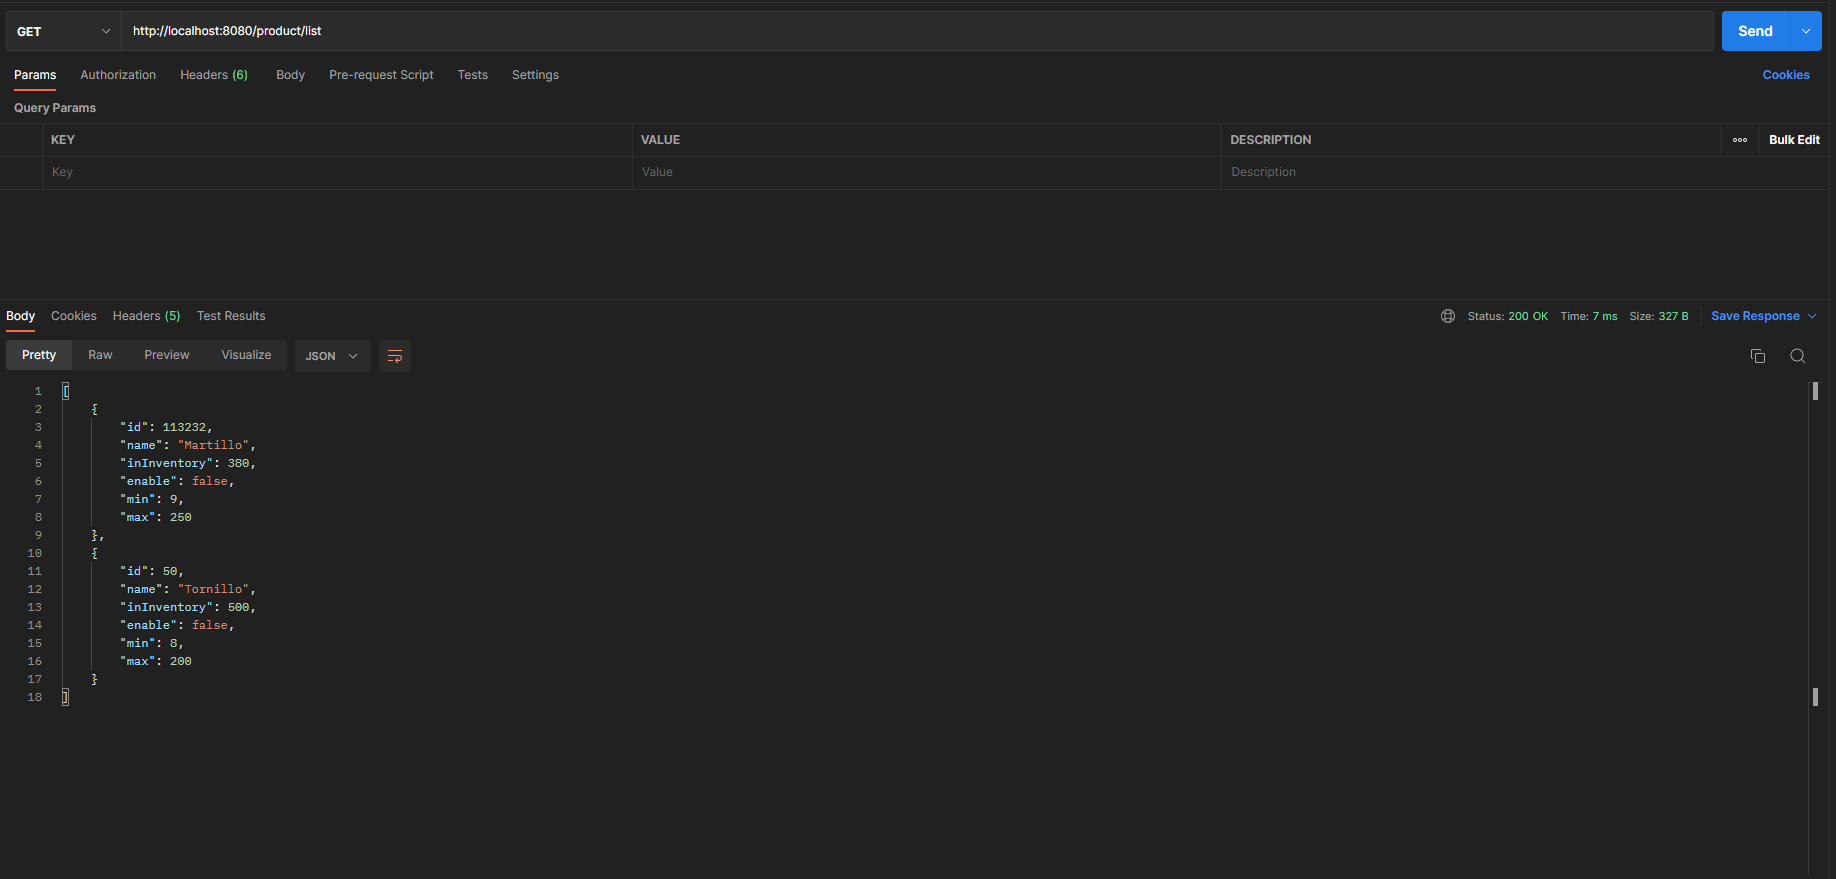 GET http://localhost:8080/product/list Send
Params Authorization Headers (6) Body Pre-request Script Tests Settings Cookies
Query Params
KEY VALUE DESCRIPTION ooo Bulk Edit
Key Value Description
Body Cookies Headers (5) Test Results Status: 200 OK Time: 7 ms Size: 327 B Save Response
Pretty Raw Preview Visualize JSON
1 [
2 {
3 "id": 113232,
4 "name": "Martillo",
5 "inInventory": 380,
6 "enable": false,
7 "min": 9,
8 "max": 250
9 },
10 {
11 "id": 50,
12 "name": "Tornillo",
13 "inInventory": 500,
14 "enable": false,
15 "min": 8,
16 "max": 200
17 }
18 ]